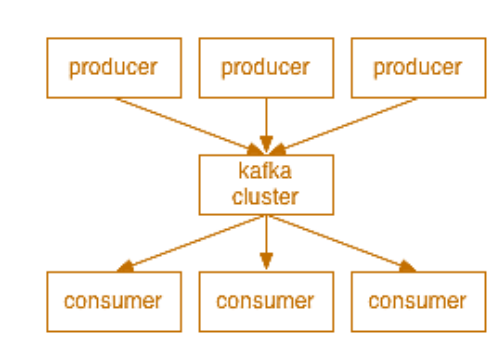 producer
producer
producer
kafka
cluster
consumer
consumer
consumer